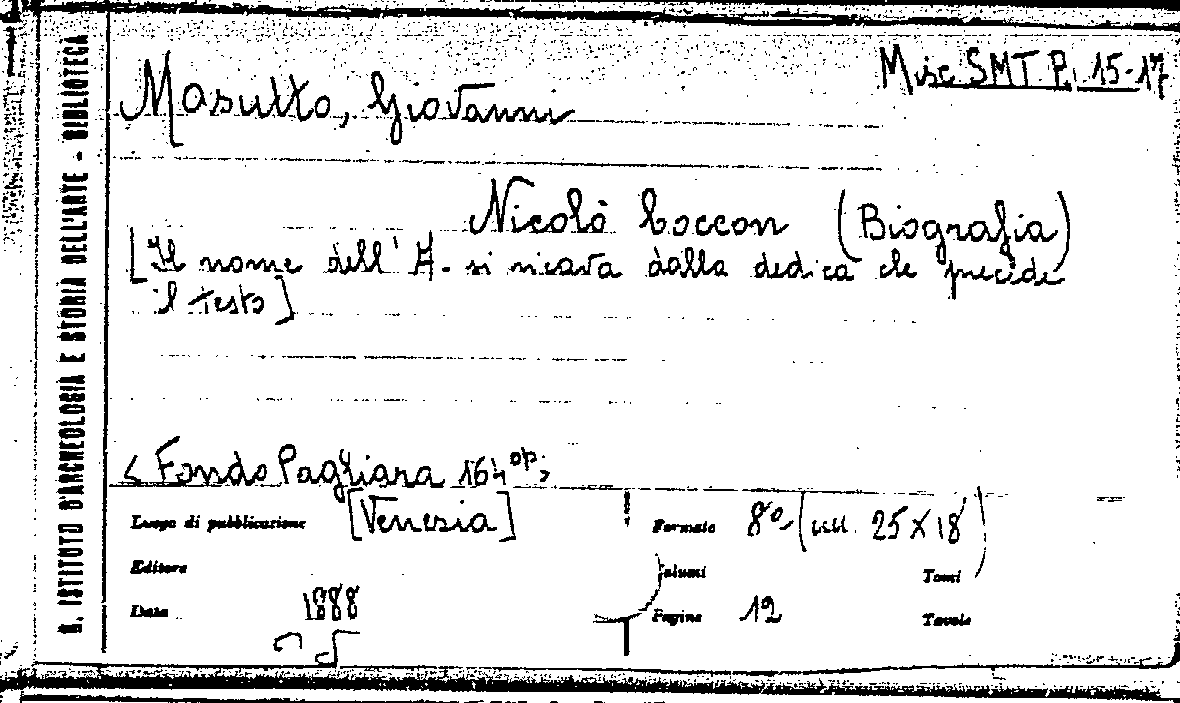 R. ISTITUTO D'ARCHEOLOGIA E STORIA DELL'ARTE - BIBLIOTECA
Misc SMT P. 15-17
Masutto, Giovanni
Nicolò Coccon (Biografia)
[Il nome dell'A. si ricava dalla dedica che precede
il testo]
< Fondo Pagliara 164 op>
Luogo di pubblicazione [Venezia]
Formato 8° (mm. 25 x 18)
Editore
Volumi
Tomi
Data 1888
Pagine 12
Tavole